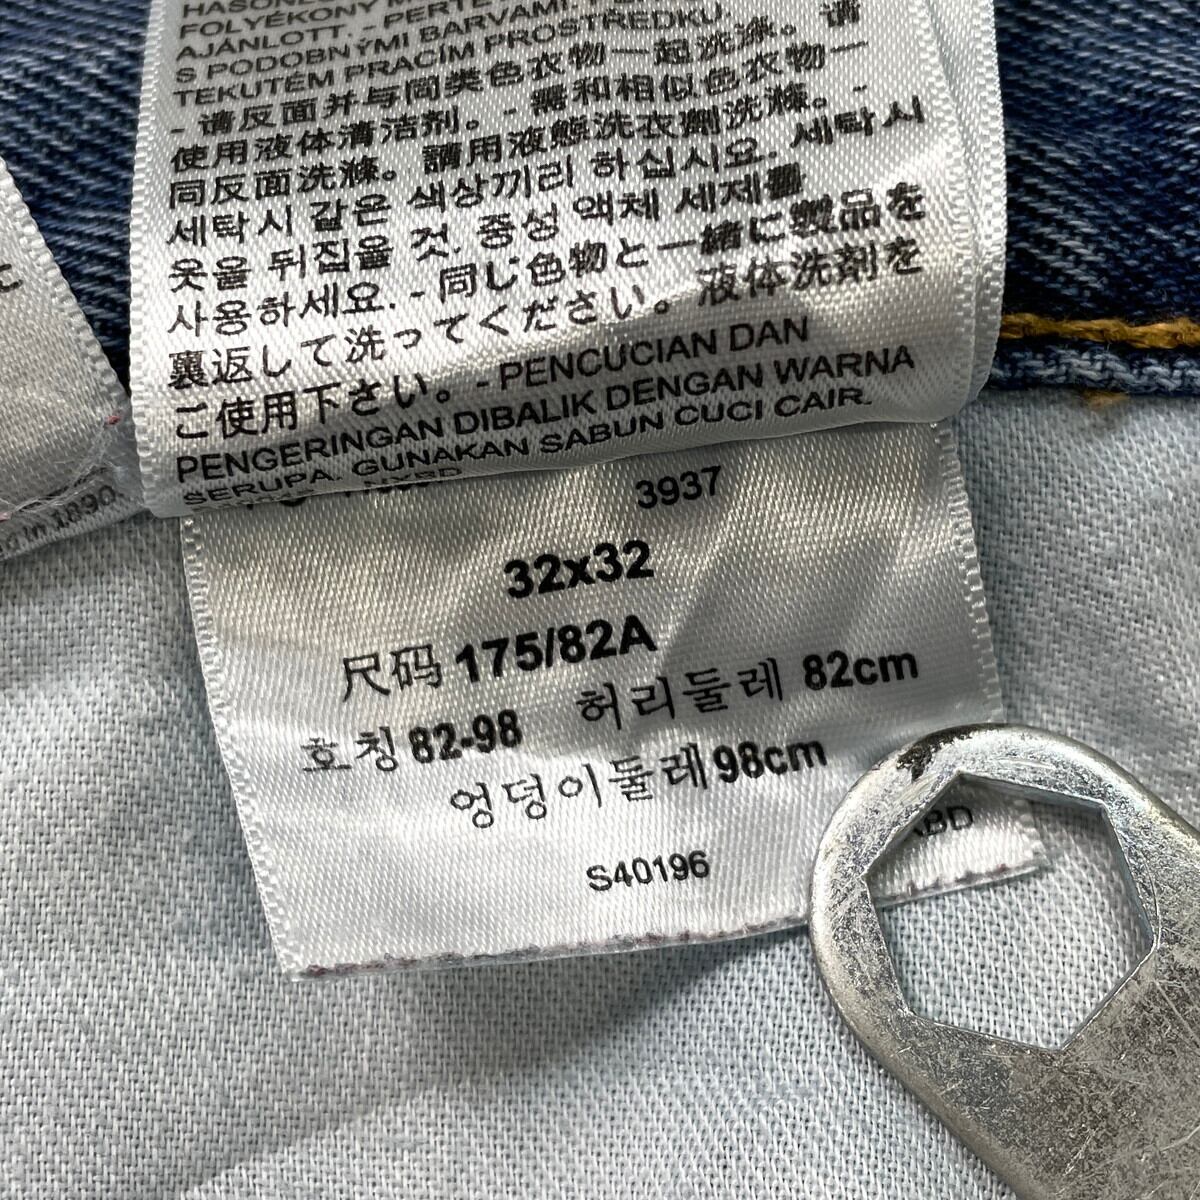 FOLYÉKONY
AJÁNLOTT. - PERTE
S PODOBNÝMI BARVAMI.
TEKUTÉM PRACÍM PROSTŘEDKU.
- 请反面并与同类色衣物一起洗涤。请
使用液体清洁剂。- 需和相似色衣物一
同反面洗滌。請用液態洗衣劑洗滌。-
세탁시 같은 색상끼리 하십시요. 세탁시
옷을 뒤집을 것. 중성 액체 세제를
사용하세요. - 同じ色物と一緒に製品を
裏返して洗ってください。液体洗剤を
ご使用下さい。- PENCUCIAN DAN
PENGERINGAN DIBALIK DENGAN WARNA
SERUPA. GUNAKAN SABUN CUCI CAIR.
in 1890.
3937
32x32
尺码 175/82A
호칭 82-98 허리둘레 82cm
엉덩이둘레 98cm
S40196